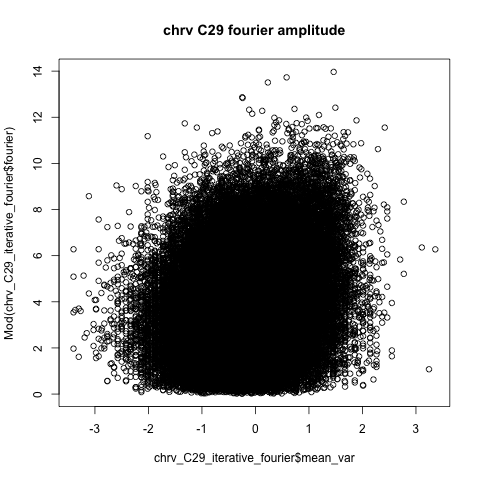 chrv C29 fourier amplitude
Mod(chrv_C29_iterative_fourier$fourier)
14
12
10
8
6
4
2
0
-3 -2 -1 0 1 2 3
chrv_C29_iterative_fourier$mean_var